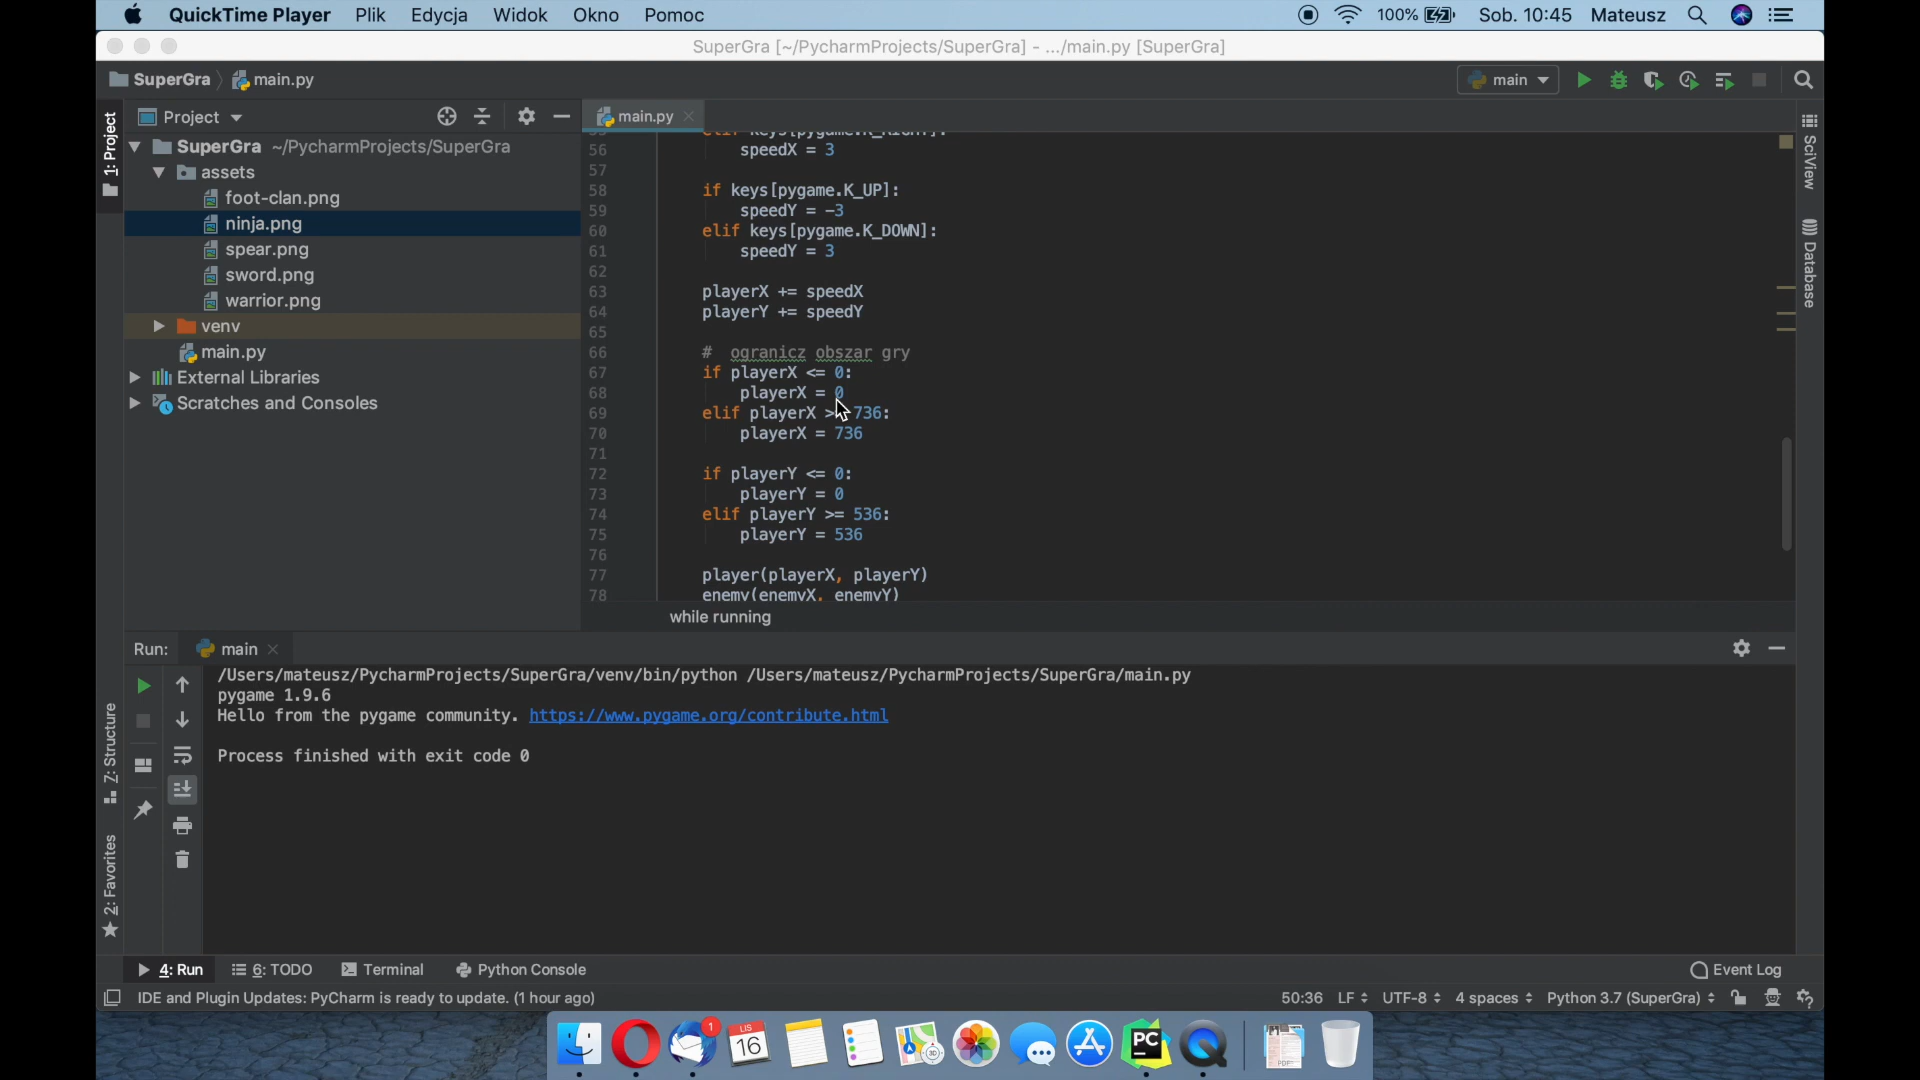 QuickTime Player Plik Edycja Widok Okno Pomoc 100% Sob. 10:45 Mateusz
SuperGra [~/PycharmProjects/SuperGra] - .../main.py [SuperGra]
SuperGra main.py main
1: Project
Project
main.py
SuperGra ~/PycharmProjects/SuperGra
assets
foot-clan.png
ninja.png
spear.png
sword.png
warrior.png
venv
main.py
External Libraries
Scratches and Consoles
56 speedX = 3
57
58 if keys[pygame.K_UP]:
59 speedY = -3
60 elif keys[pygame.K_DOWN]:
61 speedY = 3
62
63 playerX += speedX
64 playerY += speedY
65
66 # ogranicz obszar gry
67 if playerX <= 0:
68 playerX = 0
69 elif playerX > 736:
70 playerX = 736
71
72 if playerY <= 0:
73 playerY = 0
74 elif playerY >= 536:
75 playerY = 536
76
77 player(playerX, playerY)
78 enemy(enemyX, enemyY)
while running
SciView
Database
Run: main
/Users/mateusz/PycharmProjects/SuperGra/venv/bin/python /Users/mateusz/PycharmProjects/SuperGra/main.py
pygame 1.9.6
Hello from the pygame community. https://www.pygame.org/contribute.html
Process finished with exit code 0
Z: Structure
2: Favorites
4: Run 6: TODO Terminal Python Console Event Log
IDE and Plugin Updates: PyCharm is ready to update. (1 hour ago) 50:36 LF UTF-8 4 spaces Python 3.7 (SuperGra)
1
LIS
16
3D
PC
PDF